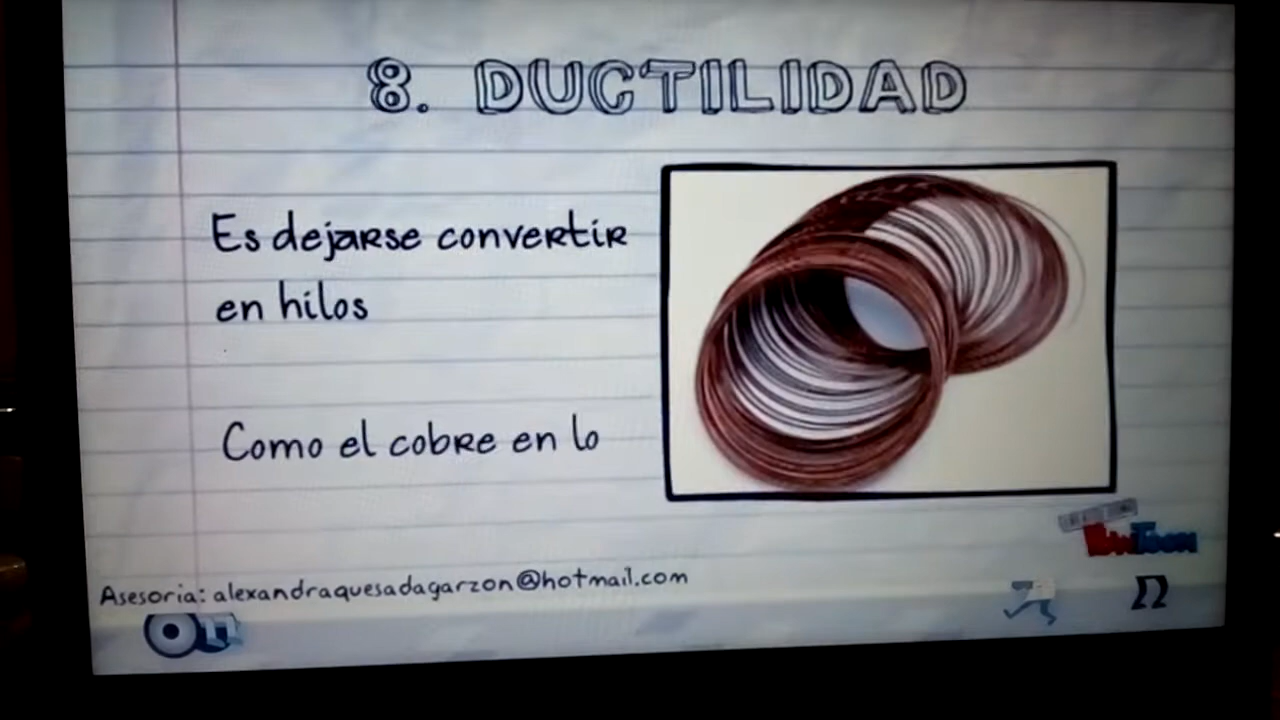 8. DUCTILIDAD
Es dejarse convertir
en hilos
Como el cobre en lo
Asesoria: alexandraquesadagarzon@hotmail.com